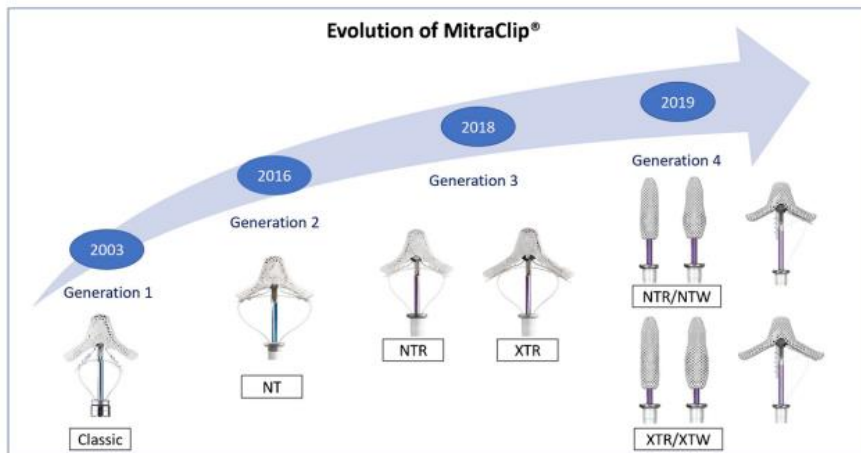 Evolution of MitraClip®
2003
Generation 1
Classic
2016
Generation 2
NT
2018
Generation 3
NTR
XTR
2019
Generation 4
NTR/NTW
XTR/XTW